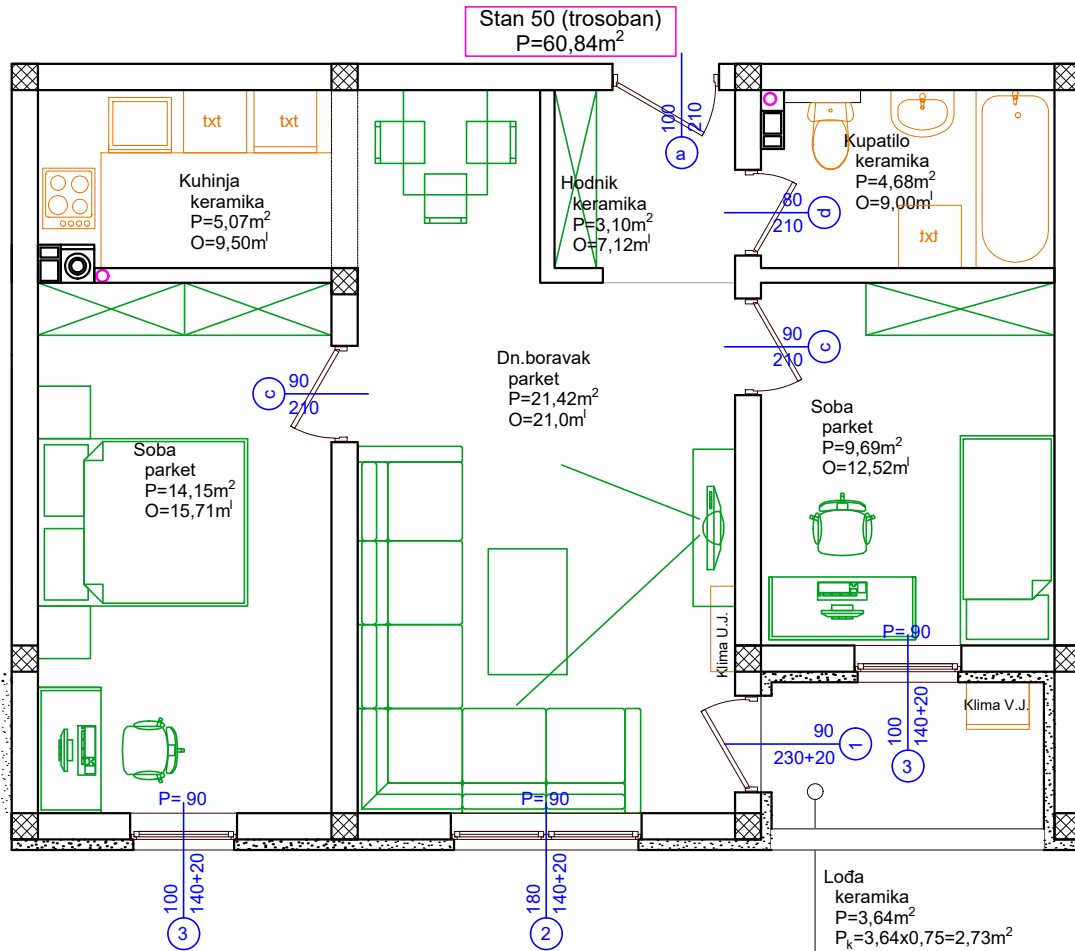 Stan 50 (trosoban)
P=60,84m²
100
210
a
txt
txt
Kuhinja
keramika
P=5,07m²
O=9,50mˡ
Hodnik
keramika
P=3,10m²
O=7,12mˡ
Kupatilo
keramika
P=4,68m²
O=9,00mˡ
80
210
d
txt
90
210
c
Dn.boravak
parket
P=21,42m²
O=21,0mˡ
c
90
210
Soba
parket
P=9,69m²
O=12,52mˡ
Soba
parket
P=14,15m²
O=15,71mˡ
Klima U.J.
P= 90
Klima V.J.
100
140+20
3
90
230+20
1
P= 90
P= 90
100
140+20
3
180
140+20
2
Lođa
keramika
P=3,64m²
Pₖ=3,64x0,75=2,73m²